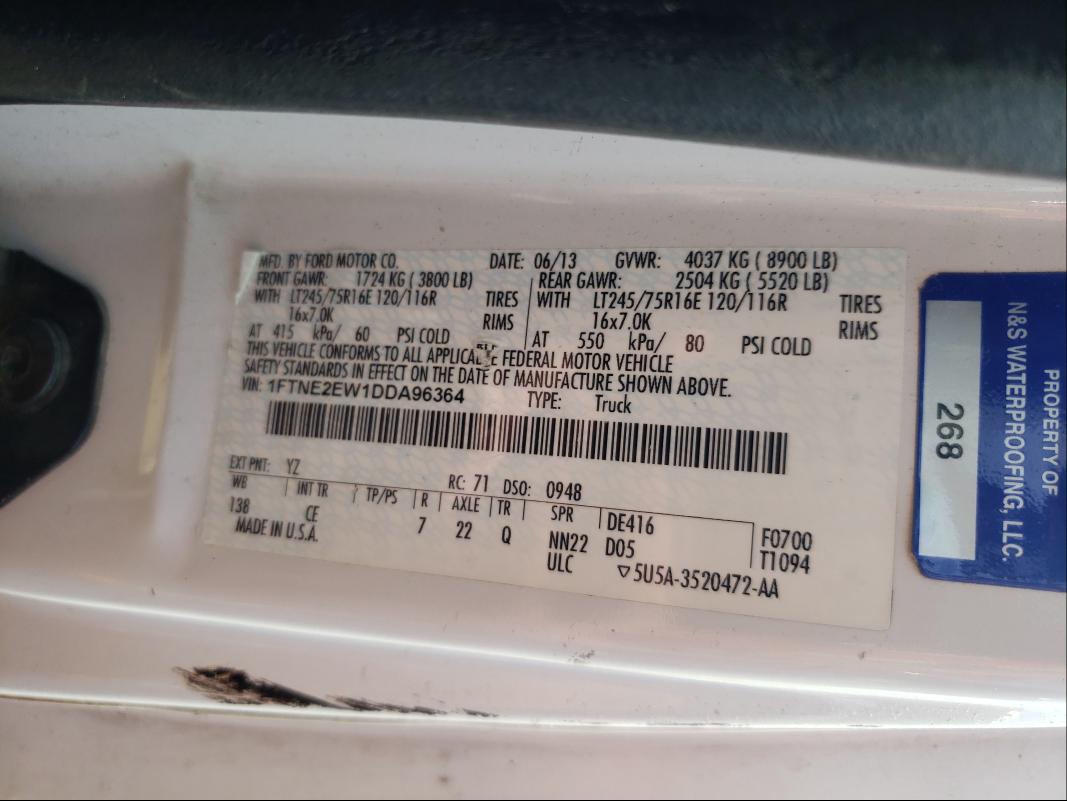 MFD. BY FORD MOTOR CO. DATE: 06/13 GVWR: 4037 KG ( 8900 LB)
FRONT GAWR: 1724 KG ( 3800 LB) REAR GAWR: 2504 KG ( 5520 LB)
WITH LT245/75R16E 120/116R TIRES WITH LT245/75R16E 120/116R TIRES
16x7.0K RIMS 16x7.0K RIMS
AT 415 kPa/ 60 PSI COLD AT 550 kPa/ 80 PSI COLD
THIS VEHICLE CONFORMS TO ALL APPLICABLE FEDERAL MOTOR VEHICLE
SAFETY STANDARDS IN EFFECT ON THE DATE OF MANUFACTURE SHOWN ABOVE.
VIN: 1FTNE2EW1DDA96364 TYPE: Truck
EXT PNT: YZ RC: 71 DSO: 0948
WB INT TR TP/PS R AXLE TR SPR DE416 F0700
138 CE 7 22 Q NN22 D05 T1094
MADE IN U.S.A. ULC ▽5U5A-3520472-AA
PROPERTY OF
N&S WATERPROOFING, LLC.
268